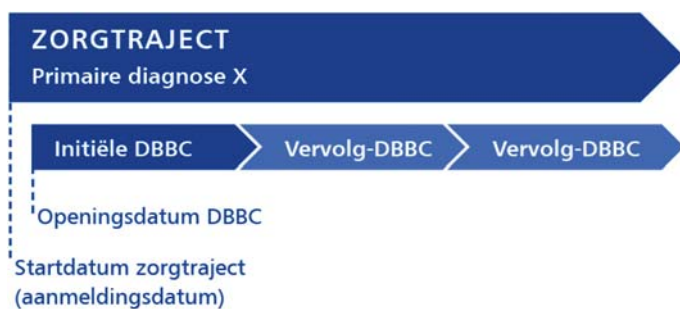 ZORGTRAJECT
Primaire diagnose X
Initiële DBBC
Vervolg-DBBC
Vervolg-DBBC
Openingsdatum DBBC
Startdatum zorgtraject
(aanmeldingsdatum)